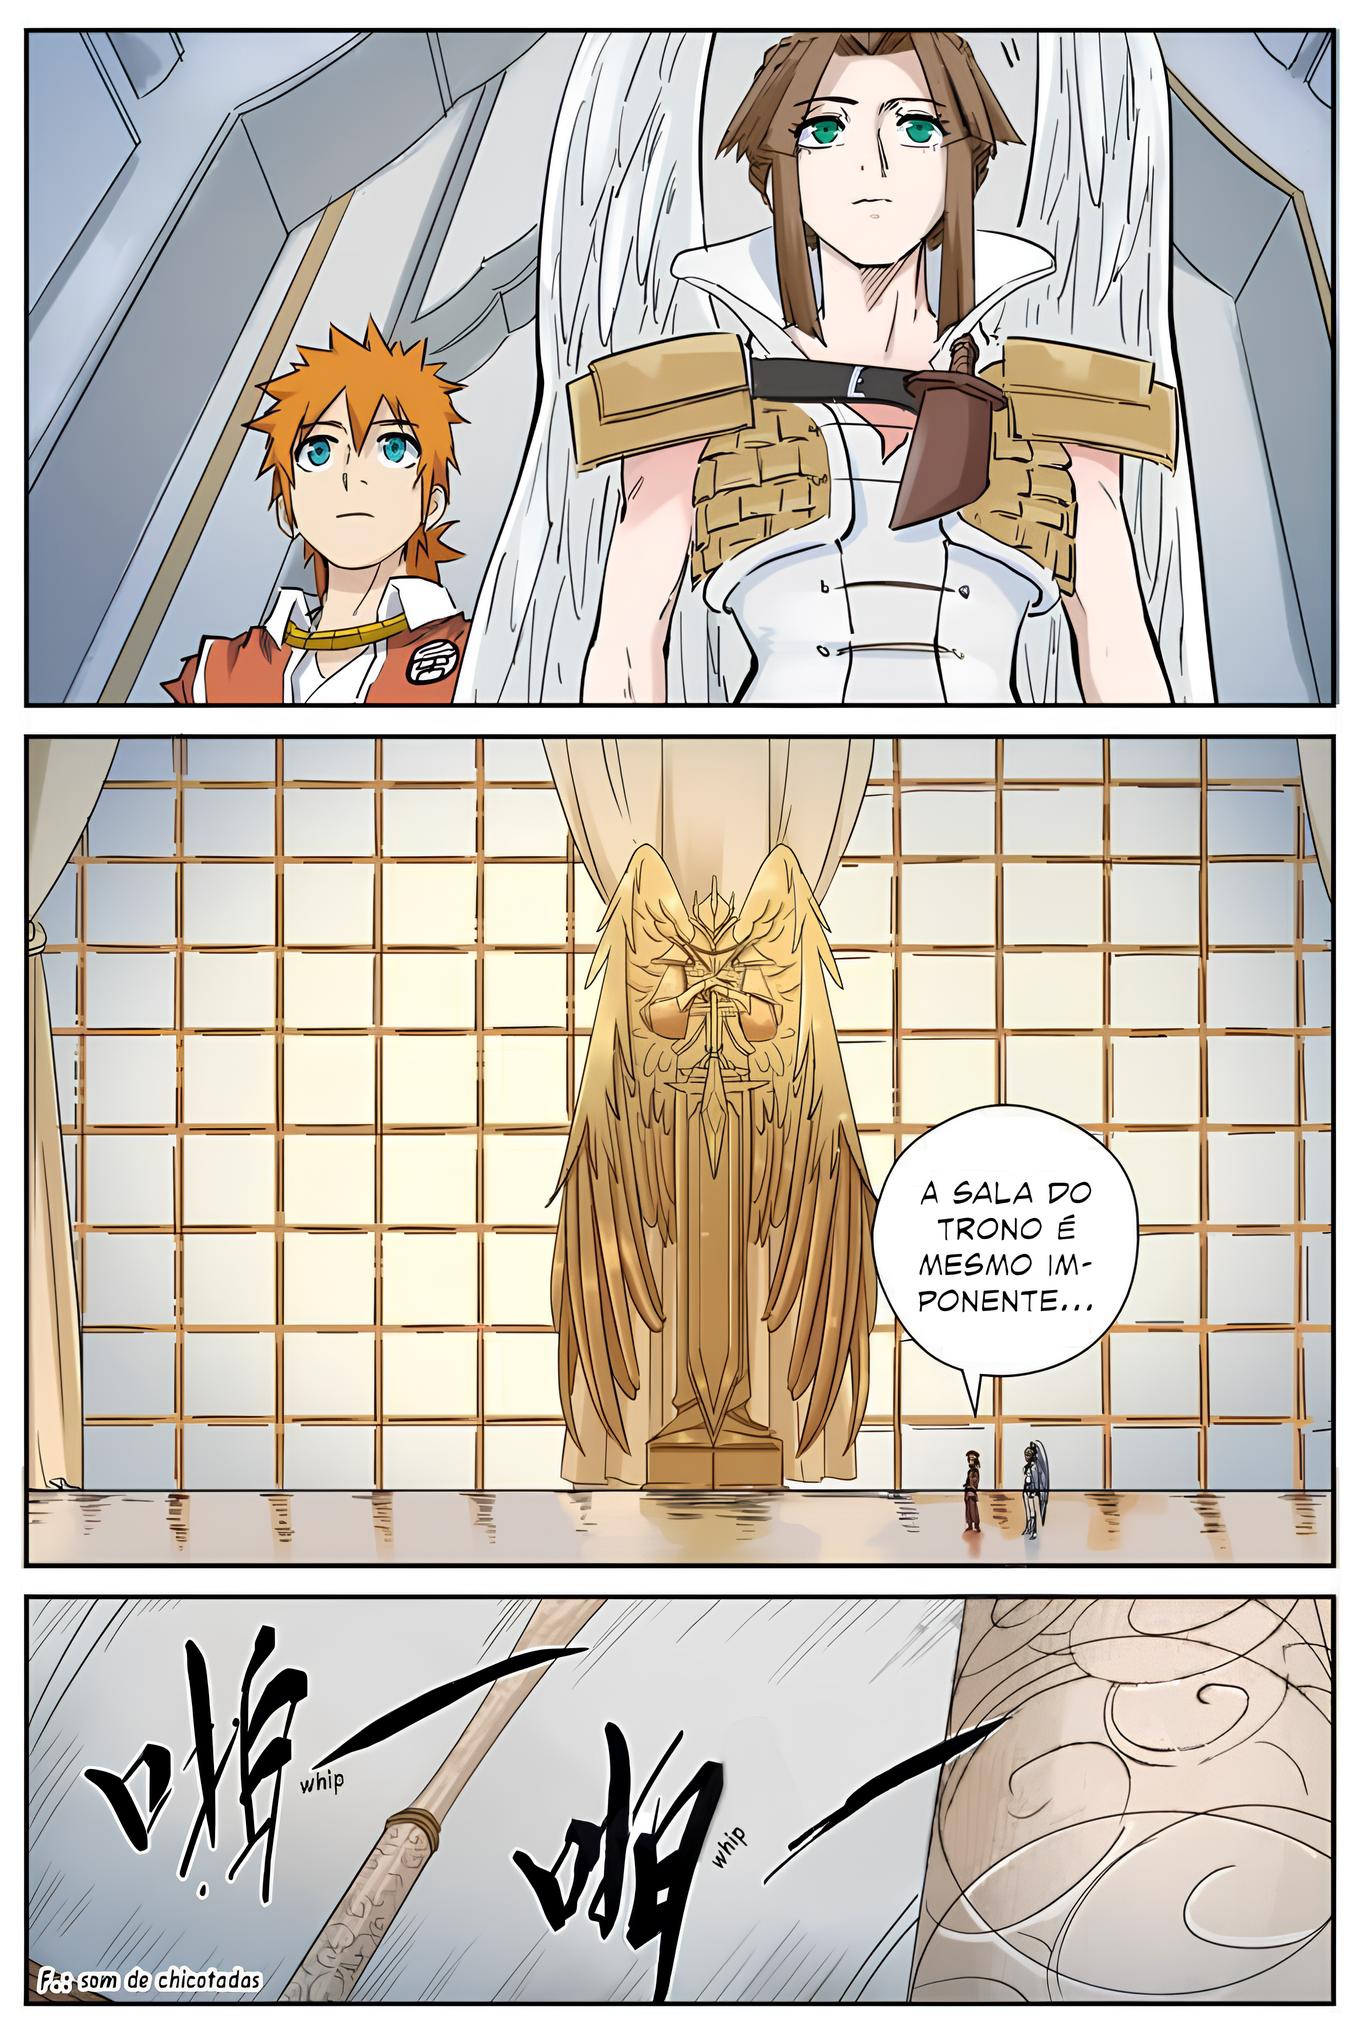 A SALA DO
TRONO É
MESMO IM-
PONENTE...
啪
whip
啪
whip
F.: som de chicotadas